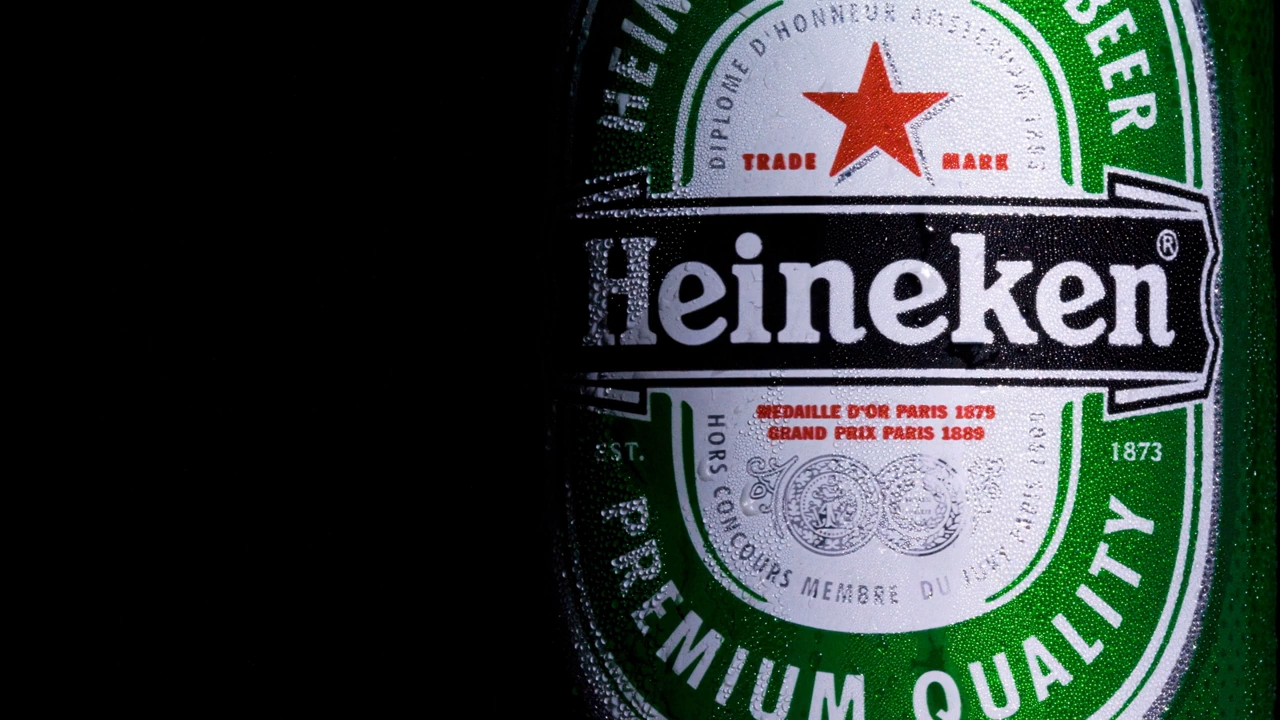 HEIN
BEER
DIPLOME D'HONNEUR AMSTERDAM
TRADE MARK
Heineken®
MEDAILLE D'OR PARIS 1875
GRAND PRIX PARIS 1889
EST. 1873
HORS CONCOURS MEMBRE DU JURY
PREMIUM QUALITY